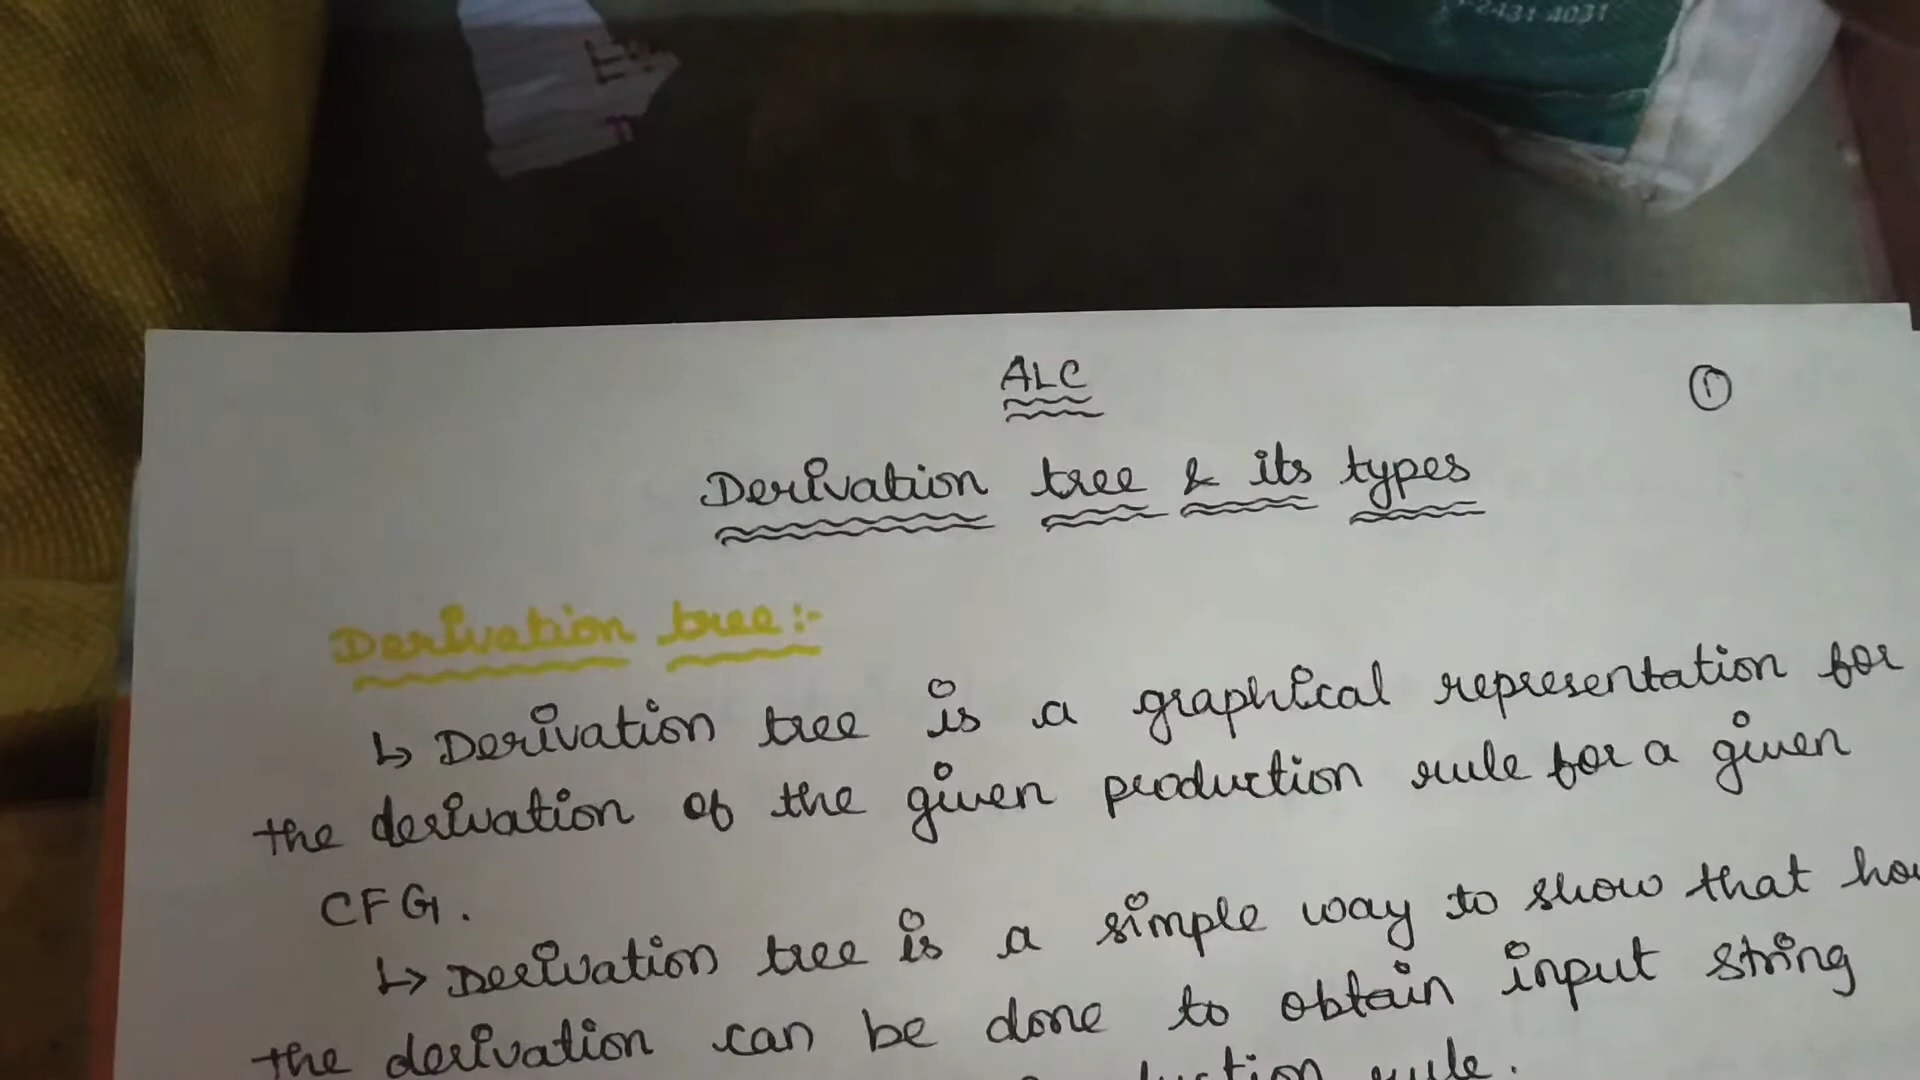 2431 4031
ALC
1
Derivation tree & its types
Derivation tree:-
↳ Derivation tree is a graphical representation for
the derivation of the given production rule for a given
CFG.
↳ Derivation tree is a simple way to show that
the derivation can be done to obtain input string
rule.